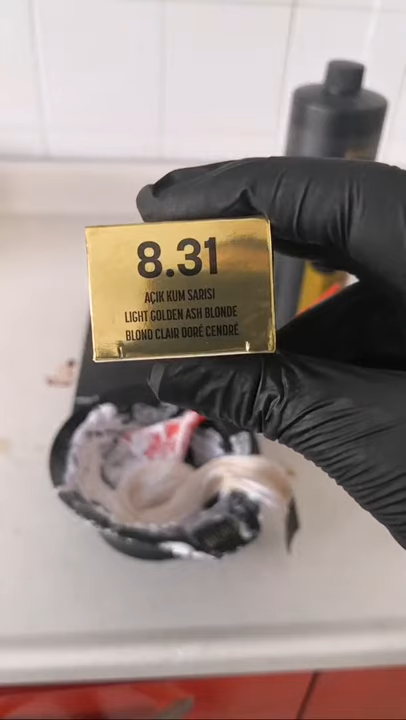 8.31
AÇIK KUM SARISI
LIGHT GOLDEN ASH BLONDE
BLOND CLAIR DORÉ CENDRÉ